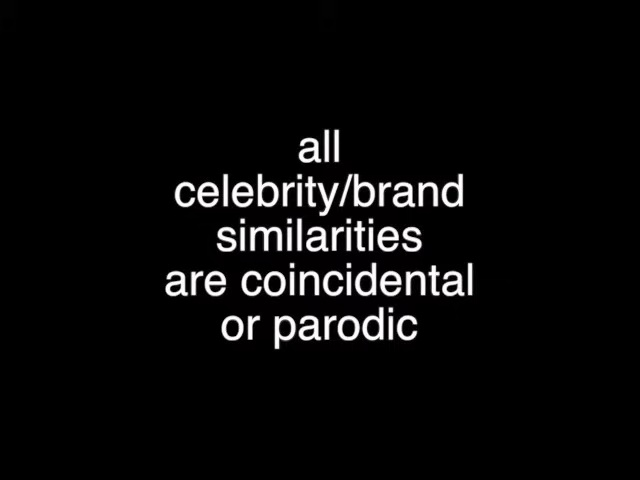 all
celebrity/brand
similarities
are coincidental
or parodic